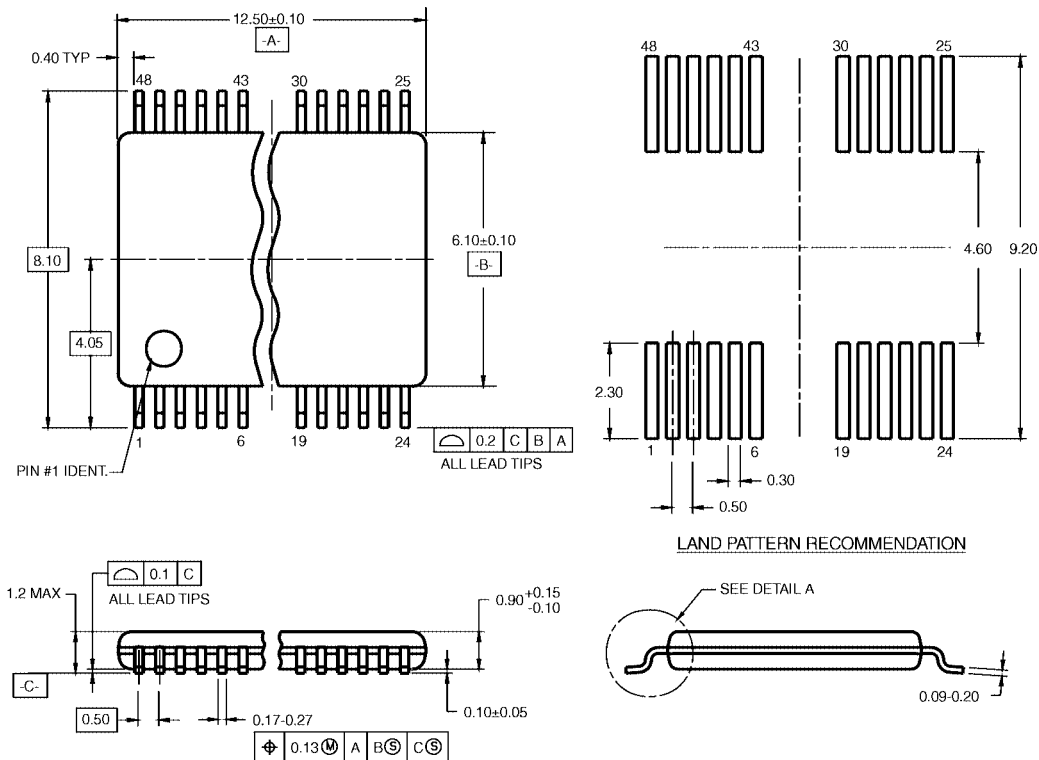 12.50±0.10
-A-
0.40 TYP
48 43 30 25
8.10
4.05
6.10±0.10
-B-
1 6 19 24
PIN #1 IDENT.
0.2 C B A
ALL LEAD TIPS
48 43 30 25
4.60
9.20
2.30
1 6 19 24
0.30
0.50
LAND PATTERN RECOMMENDATION
0.1 C
ALL LEAD TIPS
1.2 MAX
0.90 +0.15 -0.10
-C-
0.50
0.17-0.27
0.10±0.05
0.13 M A B S C S
SEE DETAIL A
0.09-0.20